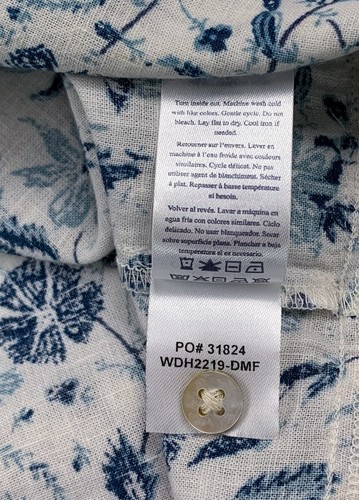 Turn inside out. Machine wash cold
with like colors. Gentle cycle. Do not
bleach. Lay flat to dry. Cool iron if
needed.
Retourner sur l'envers. Laver en
machine à l'eau froide avec couleurs
similaires. Cycle délicat. Ne pas
utiliser agent de blanchiment. Sécher
à plat. Repasser à basse température
si besoin.
Volver al revés. Lavar a máquina en
agua fría con colores similares. Ciclo
delicado. No usar blanqueador. Secar
sobre superficie plana. Planchar a baja
temperatura si es necesario.
PO# 31824
WDH2219-DMF